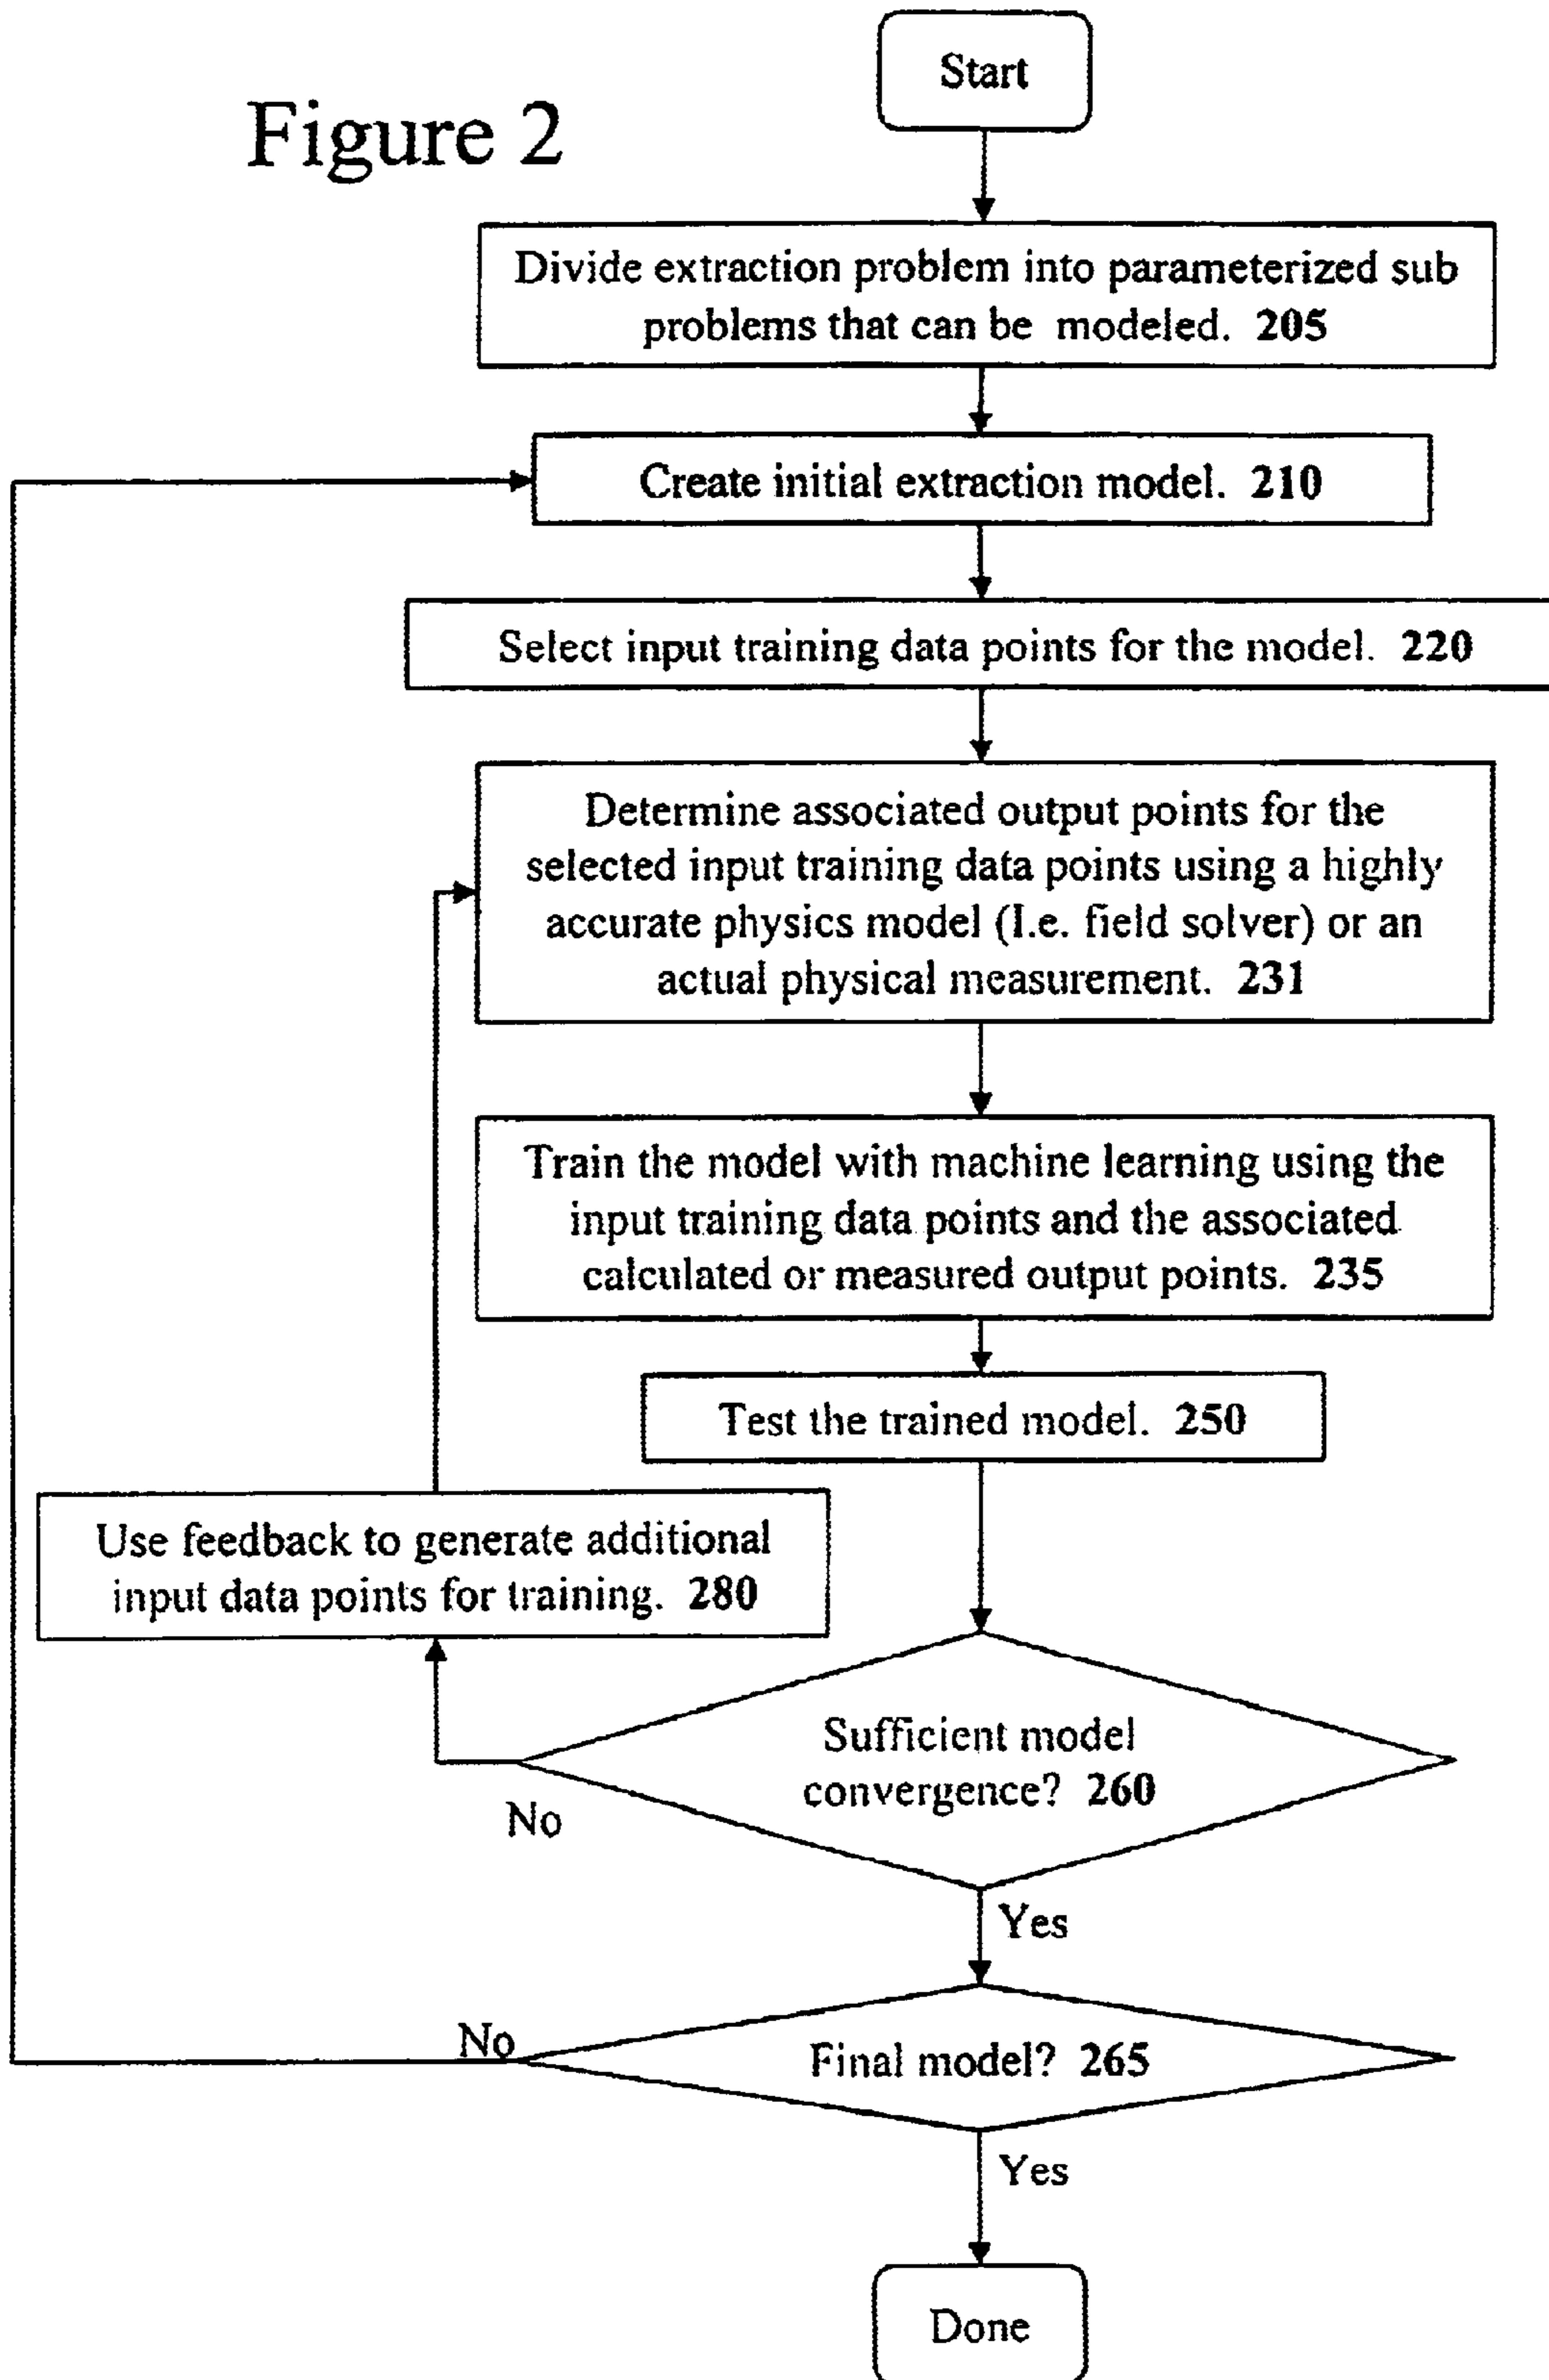 Start
Figure 2
Divide extraction problem into parameterized sub
problems that can be modeled. 205
Create initial extraction model. 210
Select input training data points for the model. 220
Determine associated output points for the
selected input training data points using a highly
accurate physics model (I.e. field solver) or an
actual physical measurement. 231
Train the model with machine learning using the
input training data points and the associated
calculated or measured output points. 235
Test the trained model. 250
Use feedback to generate additional
input data points for training. 280
Sufficient model
convergence? 260
No
Yes
No
Final model? 265
Yes
Done